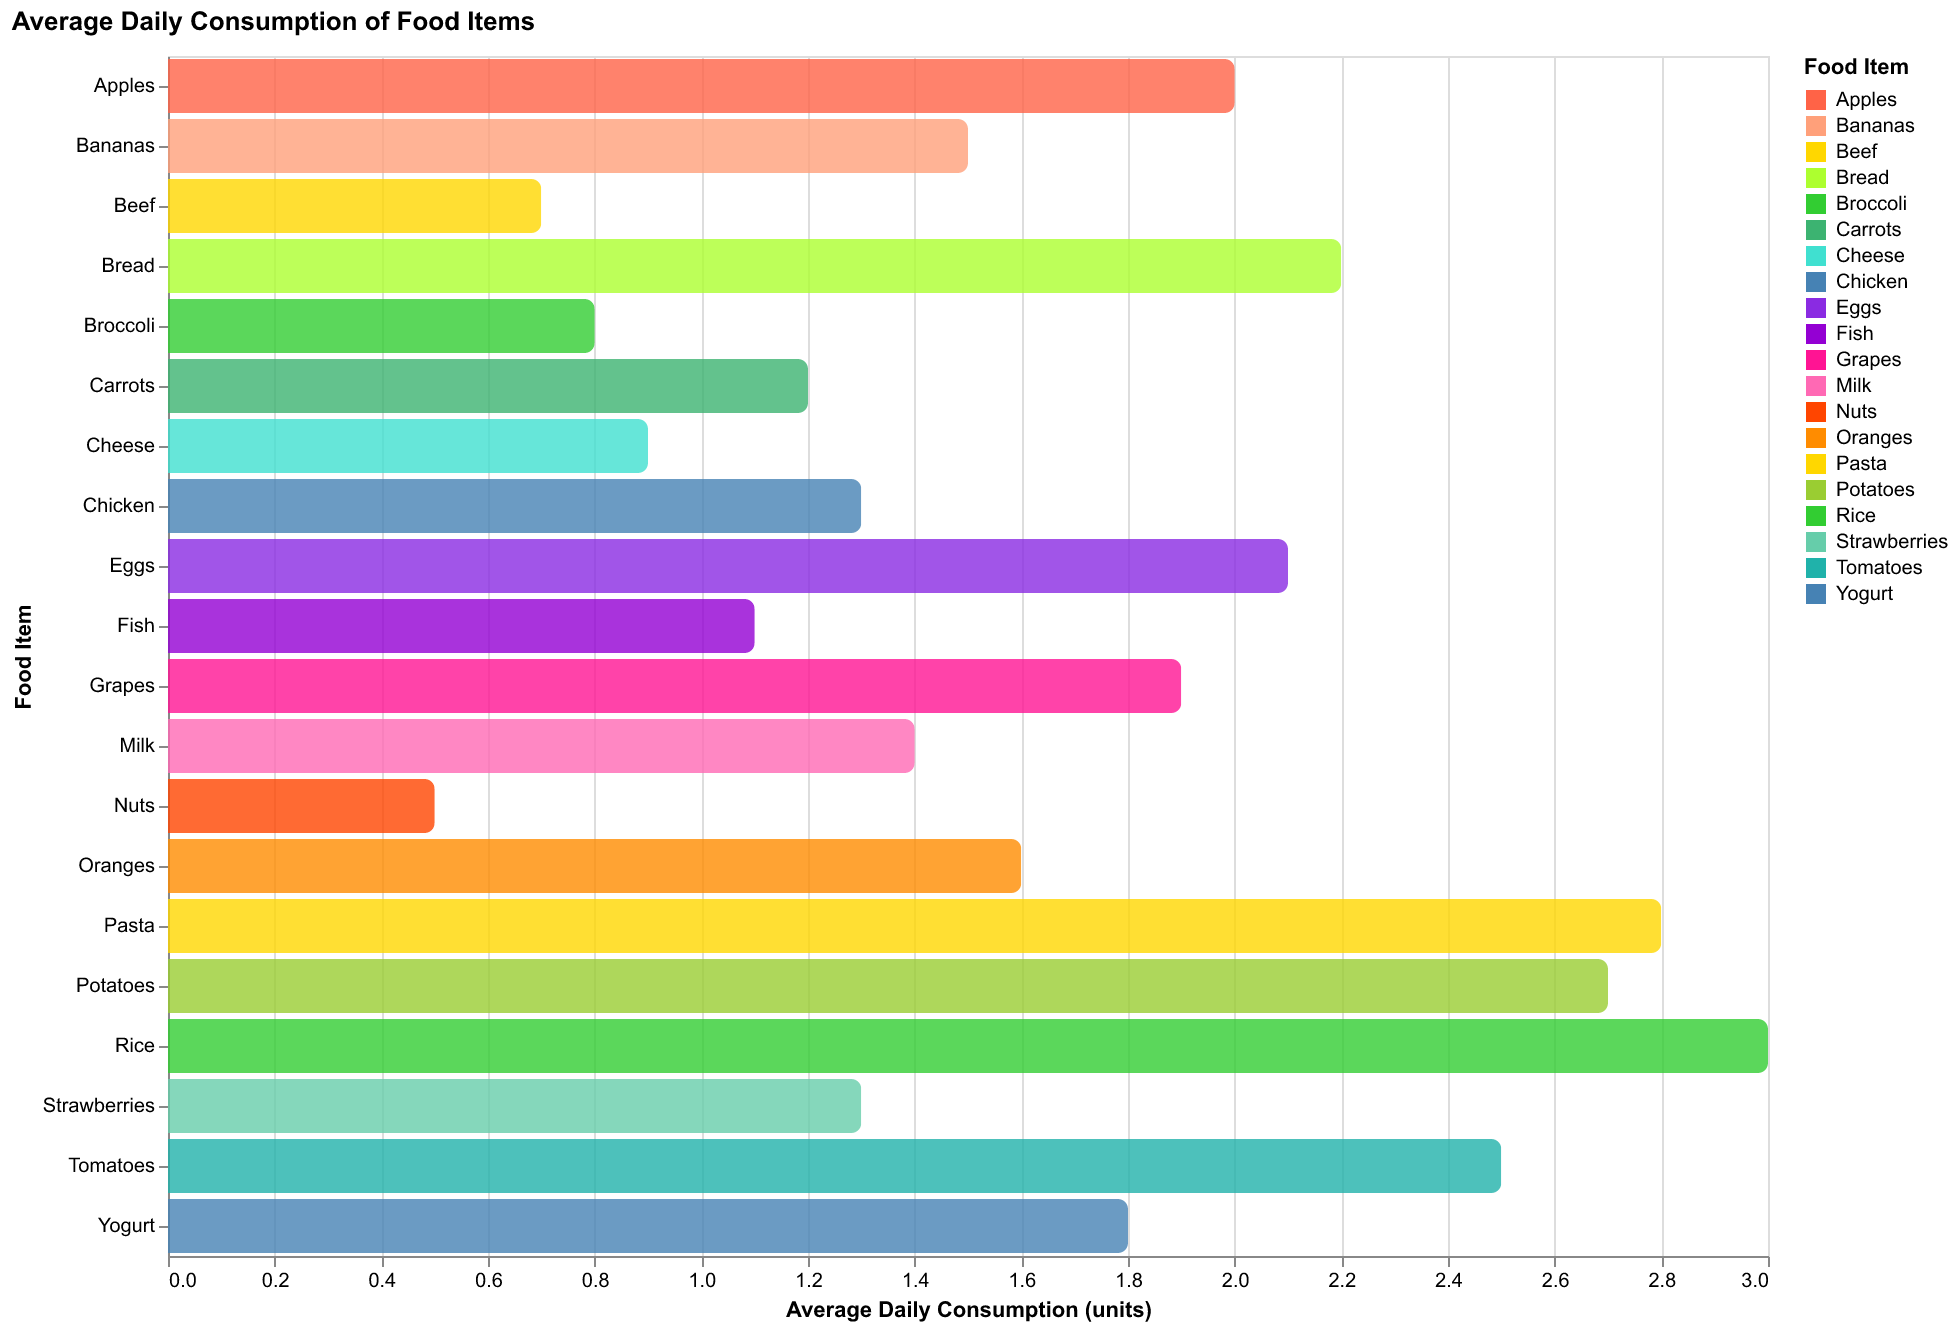 Average Daily Consumption of Food Items
Food Item
Apples
Bananas
Beef
Bread
Broccoli
Carrots
Cheese
Chicken
Eggs
Fish
Grapes
Milk
Nuts
Oranges
Pasta
Potatoes
Rice
Strawberries
Tomatoes
Yogurt
0.0 0.2 0.4 0.6 0.8 1.0 1.2 1.4 1.6 1.8 2.0 2.2 2.4 2.6 2.8 3.0
Average Daily Consumption (units)
Food Item
Apples
Bananas
Beef
Bread
Broccoli
Carrots
Cheese
Chicken
Eggs
Fish
Grapes
Milk
Nuts
Oranges
Pasta
Potatoes
Rice
Strawberries
Tomatoes
Yogurt